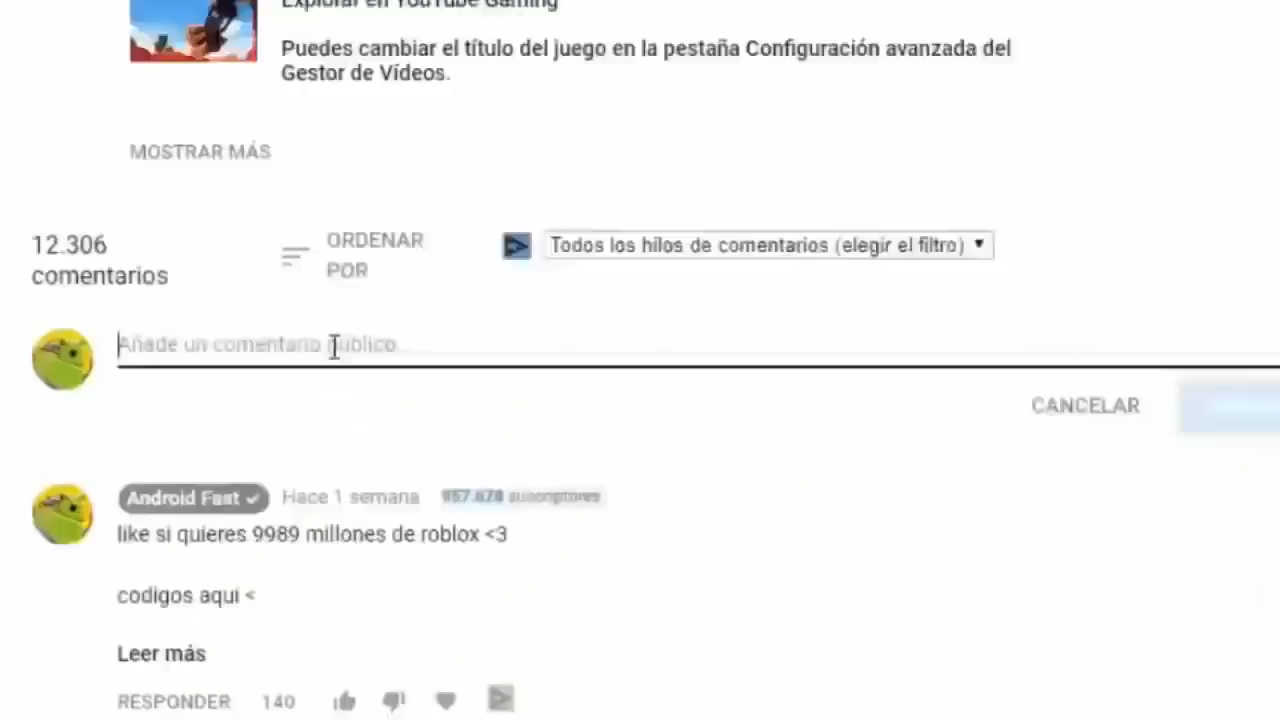 Explorar en YouTube Gaming
Puedes cambiar el título del juego en la pestaña Configuración avanzada del
Gestor de Vídeos.
MOSTRAR MÁS
12.306
comentarios
ORDENAR
POR
Todos los hilos de comentarios (elegir el filtro)
Añade un comentario público...
CANCELAR
Android Fast Hace 1 semana 957.678 suscriptores
like si quieres 9989 millones de roblox <3
codigos aqui <
Leer más
RESPONDER 140